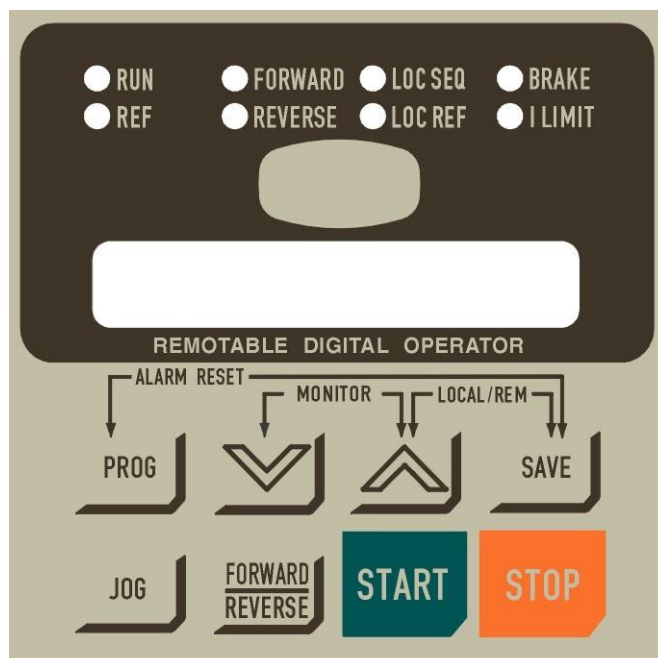 RUN FORWARD LOC SEQ BRAKE
REF REVERSE LOC REF I LIMIT
REMOTABLE DIGITAL OPERATOR
ALARM RESET
MONITOR LOCAL/REM
PROG SAVE
JOG FORWARD START STOP
REVERSE